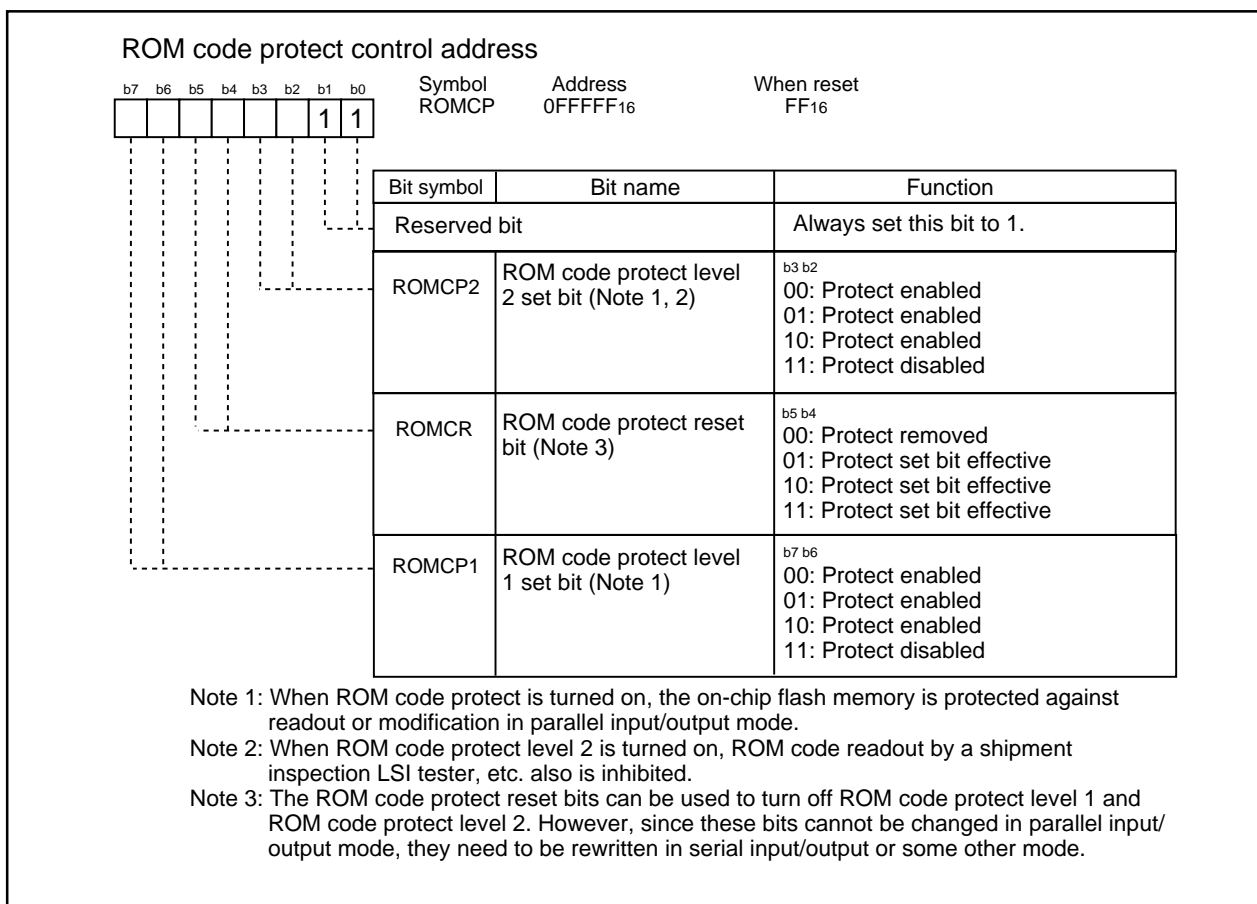 ROM code protect control address
b7 b6 b5 b4 b3 b2 b1 b0
1 1
Symbol Address When reset
ROMCP 0FFFFF16 FF16
Bit symbol Bit name Function
Reserved bit Always set this bit to 1.
ROMCP2
ROM code protect level
2 set bit (Note 1, 2)
b3 b2
00: Protect enabled
01: Protect enabled
10: Protect enabled
11: Protect disabled
ROMCR
ROM code protect reset
bit (Note 3)
b5 b4
00: Protect removed
01: Protect set bit effective
10: Protect set bit effective
11: Protect set bit effective
ROMCP1
ROM code protect level
1 set bit (Note 1)
b7 b6
00: Protect enabled
01: Protect enabled
10: Protect enabled
11: Protect disabled
Note 1: When ROM code protect is turned on, the on-chip flash memory is protected against
readout or modification in parallel input/output mode.
Note 2: When ROM code protect level 2 is turned on, ROM code readout by a shipment
inspection LSI tester, etc. also is inhibited.
Note 3: The ROM code protect reset bits can be used to turn off ROM code protect level 1 and
ROM code protect level 2. However, since these bits cannot be changed in parallel input/
output mode, they need to be rewritten in serial input/output or some other mode.